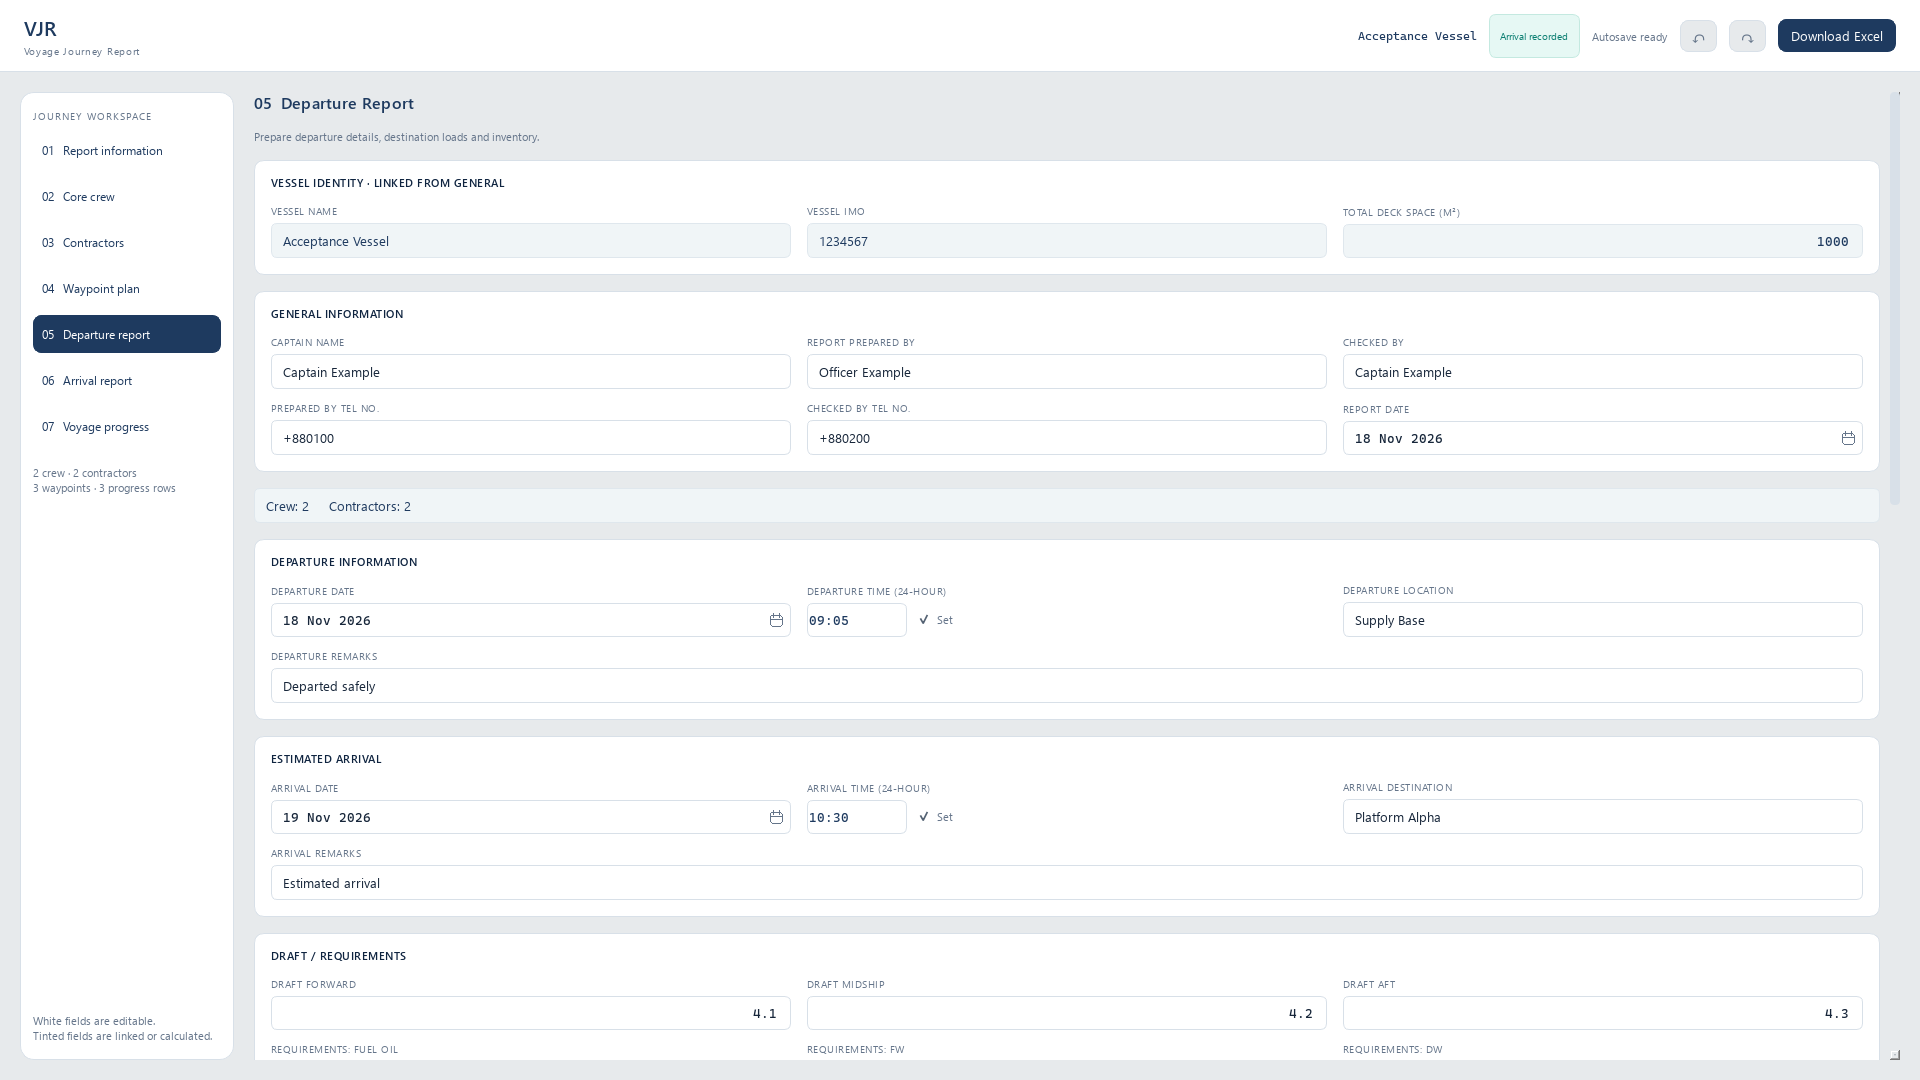 VJR
Voyage Journey Report
Acceptance Vessel
Arrival recorded
Autosave ready
Download Excel
JOURNEY WORKSPACE
01 Report information
02 Core crew
03 Contractors
04 Waypoint plan
05 Departure report
06 Arrival report
07 Voyage progress
2 crew · 2 contractors
3 waypoints · 3 progress rows
White fields are editable.
Tinted fields are linked or calculated.
05 Departure Report
Prepare departure details, destination loads and inventory.
VESSEL IDENTITY · LINKED FROM GENERAL
VESSEL NAME
Acceptance Vessel
VESSEL IMO
1234567
TOTAL DECK SPACE (M²)
1000
GENERAL INFORMATION
CAPTAIN NAME
Captain Example
REPORT PREPARED BY
Officer Example
CHECKED BY
Captain Example
PREPARED BY TEL NO.
+880100
CHECKED BY TEL NO.
+880200
REPORT DATE
18 Nov 2026
Crew: 2 Contractors: 2
DEPARTURE INFORMATION
DEPARTURE DATE
18 Nov 2026
DEPARTURE TIME (24-HOUR)
09:05
✓ Set
DEPARTURE LOCATION
Supply Base
DEPARTURE REMARKS
Departed safely
ESTIMATED ARRIVAL
ARRIVAL DATE
19 Nov 2026
ARRIVAL TIME (24-HOUR)
10:30
✓ Set
ARRIVAL DESTINATION
Platform Alpha
ARRIVAL REMARKS
Estimated arrival
DRAFT / REQUIREMENTS
DRAFT FORWARD
4.1
DRAFT MIDSHIP
4.2
DRAFT AFT
4.3
REQUIREMENTS: FUEL OIL
REQUIREMENTS: FW
REQUIREMENTS: DW